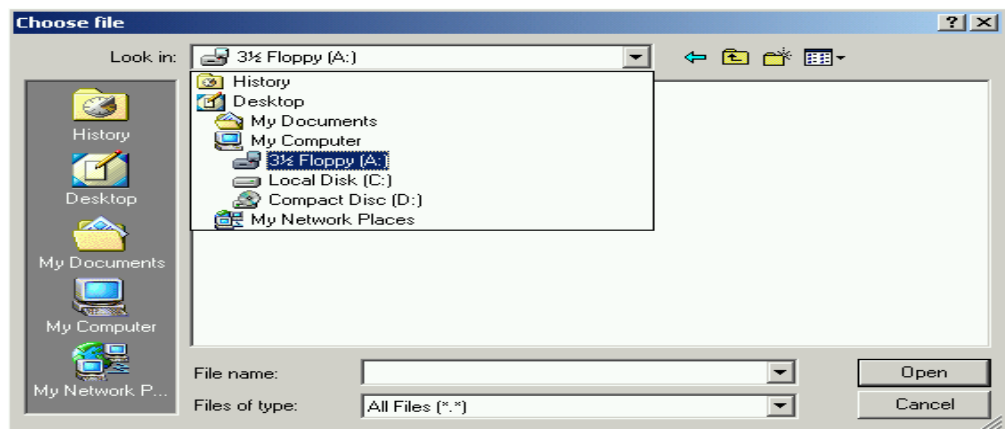 Choose file
Look in:
3½ Floppy (A:)
History
Desktop
My Documents
My Computer
3½ Floppy (A:)
Local Disk (C:)
Compact Disc (D:)
My Network Places
History
Desktop
My Documents
My Computer
My Network P...
File name:
Open
Files of type:
All Files (*.*)
Cancel